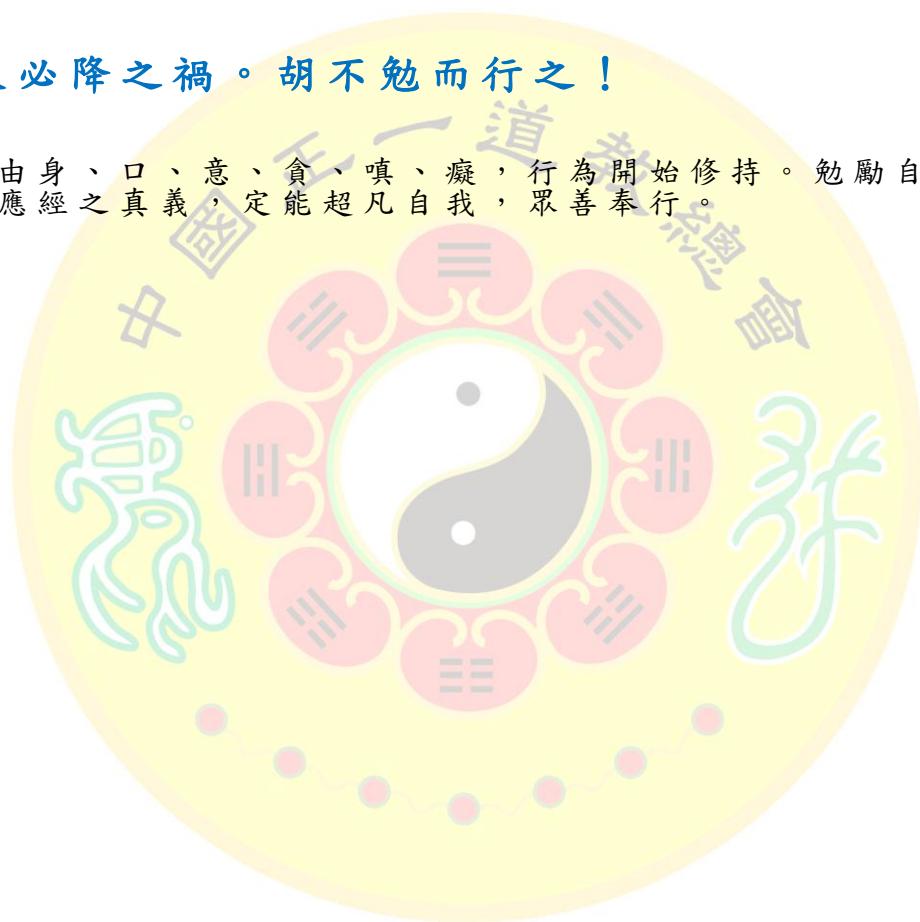 必降之禍。胡不勉而行之！
由身、口、意、貪、嗔、癡，行為開始修持。勉勵自
應經之真義，定能超凡自我，眾善奉行。
中國正一道教總會